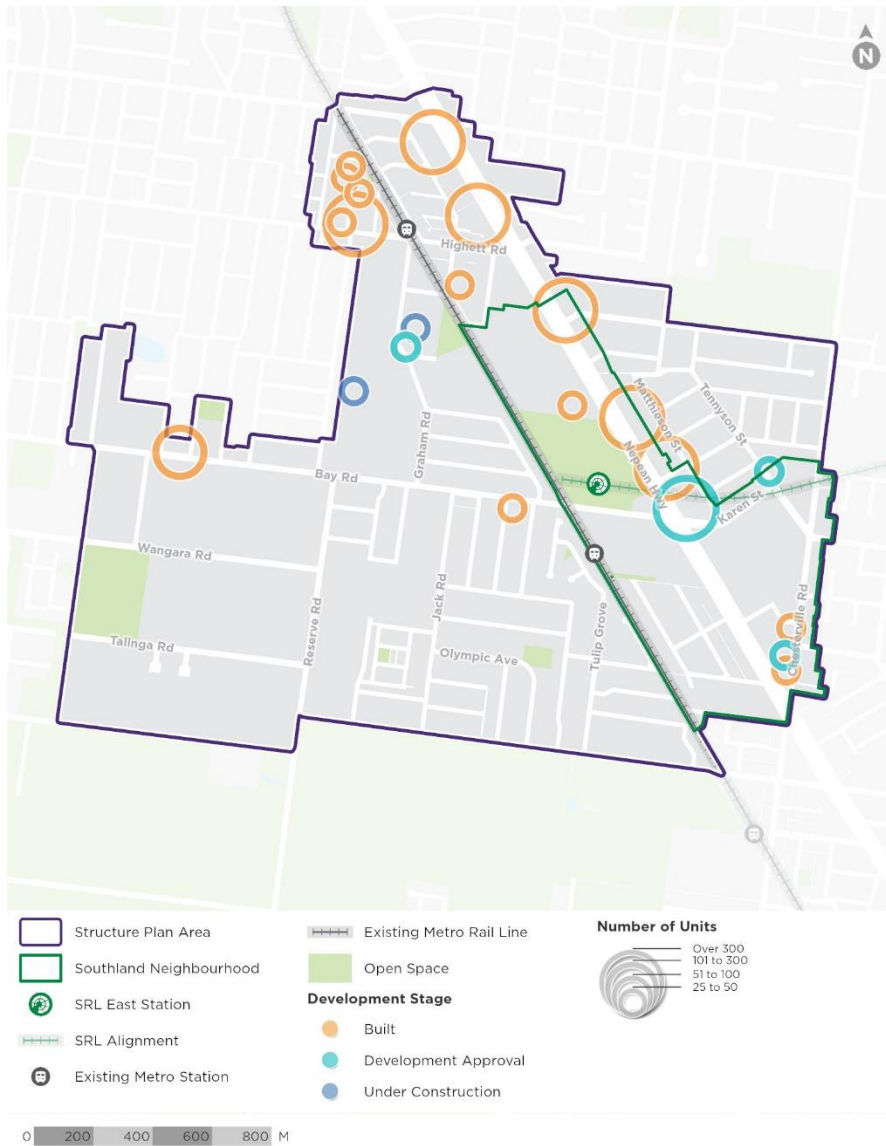 N
Highett Rd
Matthieson St
Tennyson St
Graham Rd
Nepean Hwy
Bay Rd
Karen St
Wangara Rd
Jack Rd
Reserve Rd
Tulip Grove
Chesterville Rd
Talinga Rd
Olympic Ave
Structure Plan Area
Southland Neighbourhood
SRL East Station
SRL Alignment
Existing Metro Station
Existing Metro Rail Line
Open Space
Development Stage
Built
Development Approval
Under Construction
Number of Units
Over 300
101 to 300
51 to 100
25 to 50
0 200 400 600 800 M